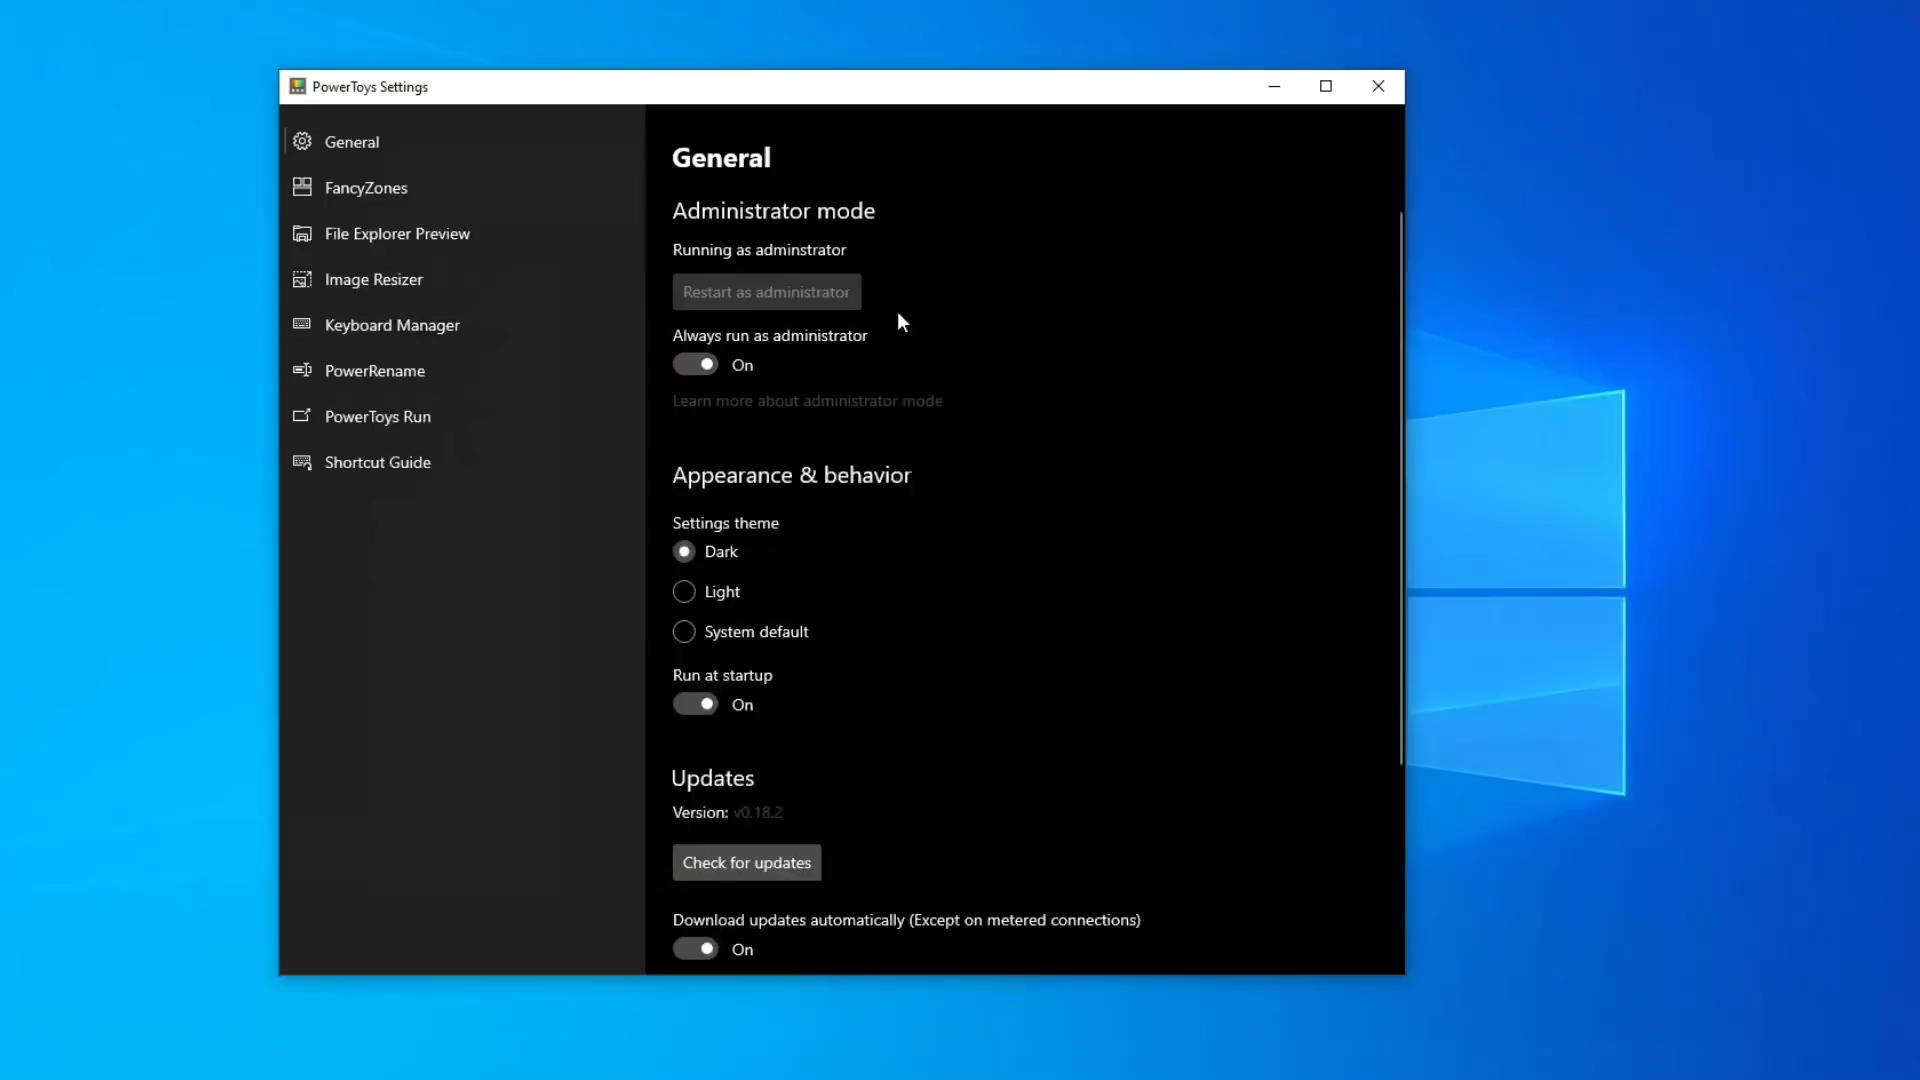 PowerToys Settings
General
FancyZones
File Explorer Preview
Image Resizer
Keyboard Manager
PowerRename
PowerToys Run
Shortcut Guide
General
Administrator mode
Running as adminstrator
Restart as administrator
Always run as administrator
On
Learn more about administrator mode
Appearance & behavior
Settings theme
Dark
Light
System default
Run at startup
On
Updates
Version: v0.18.2
Check for updates
Download updates automatically (Except on metered connections)
On